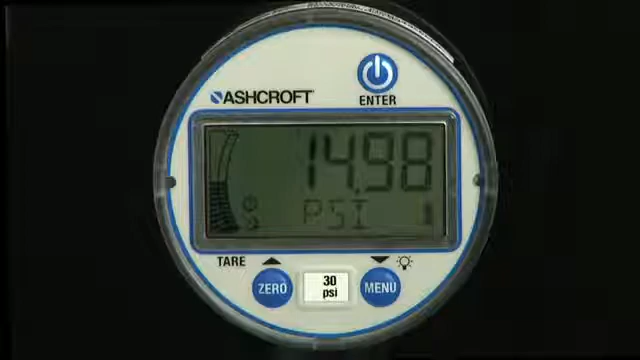 ASHCROFT
ENTER
14.98
PSI
TARE
ZERO
30
psi
MENU